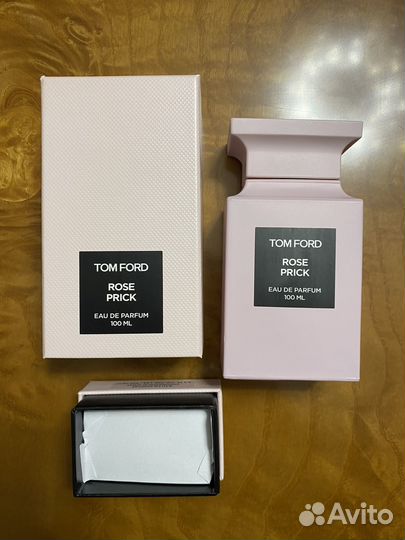 TOM FORD
ROSE
PRICK
EAU DE PARFUM
100 ML
TOM FORD
ROSE
PRICK
EAU DE PARFUM
100 ML
Avito